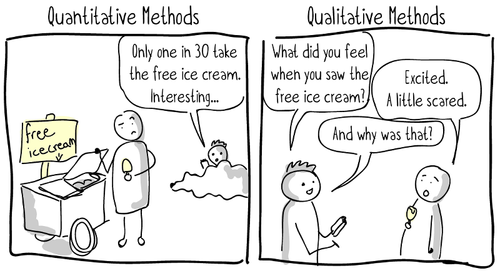 Quantitative Methods
Only one in 30 take
the free ice cream.
Interesting...
free
icecream
Qualitative Methods
What did you feel
when you saw the
free ice cream?
Excited.
A little scared.
And why was that?